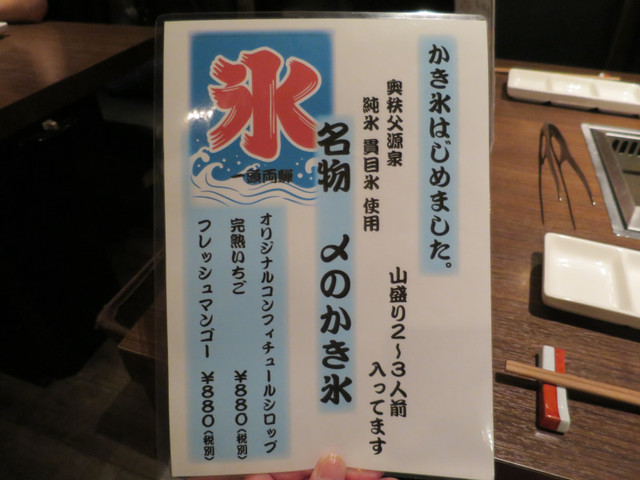 かき氷はじめました。
奥秩父源泉
純氷 貫目氷 使用
山盛り2〜3人前
入ってます
名物 〆のかき氷
氷
オリジナルコンフィチュールシロップ
完熟いちご ¥880(税別)
フレッシュマンゴー ¥880(税別)